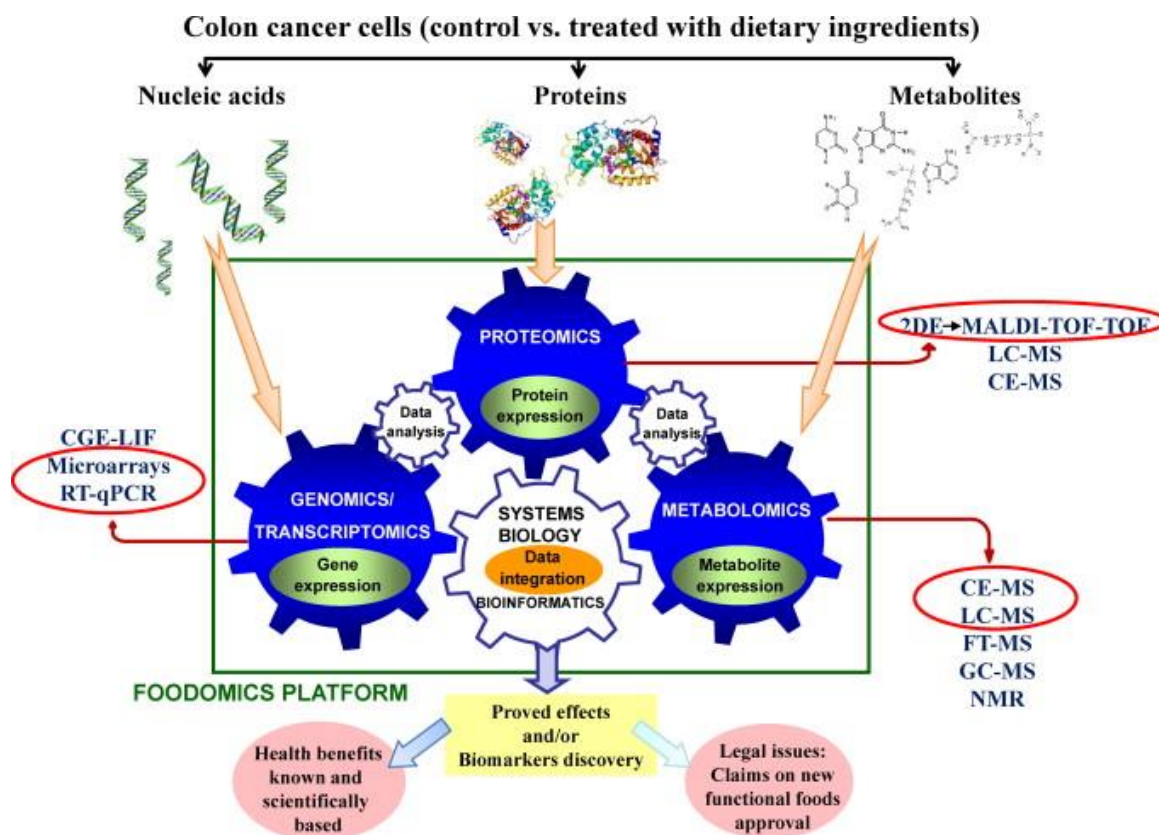 Colon cancer cells (control vs. treated with dietary ingredients)
Nucleic acids
Proteins
Metabolites
PROTEOMICS
Protein
expression
2DE→MALDI-TOF-TOF
LC-MS
CE-MS
Data
analysis
Data
analysis
CGE-LIF
Microarrays
RT-qPCR
GENOMICS/
TRANSCRIPTOMICS
Gene
expression
SYSTEMS
BIOLOGY
Data
integration
BIOINFORMATICS
METABOLOMICS
Metabolite
expression
CE-MS
LC-MS
FT-MS
GC-MS
NMR
FOODOMICS PLATFORM
Proved effects
and/or
Biomarkers discovery
Health benefits
known and
scientifically
based
Legal issues:
Claims on new
functional foods
approval